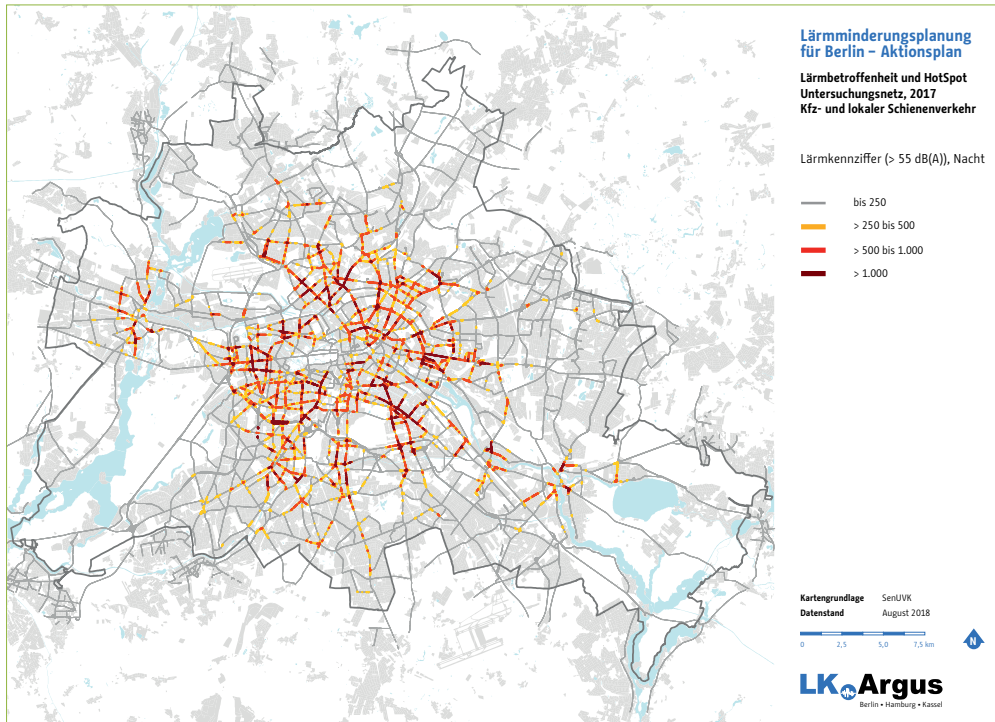 Lärmminderungsplanung
für Berlin – Aktionsplan
Lärmbetroffenheit und HotSpot
Untersuchungsnetz, 2017
Kfz- und lokaler Schienenverkehr
Lärmkennziffer (> 55 dB(A)), Nacht
bis 250
> 250 bis 500
> 500 bis 1.000
> 1.000
Kartengrundlage SenUVK
Datenstand August 2018
0 2,5 5,0 7,5 km
N
LK Argus
Berlin • Hamburg • Kassel